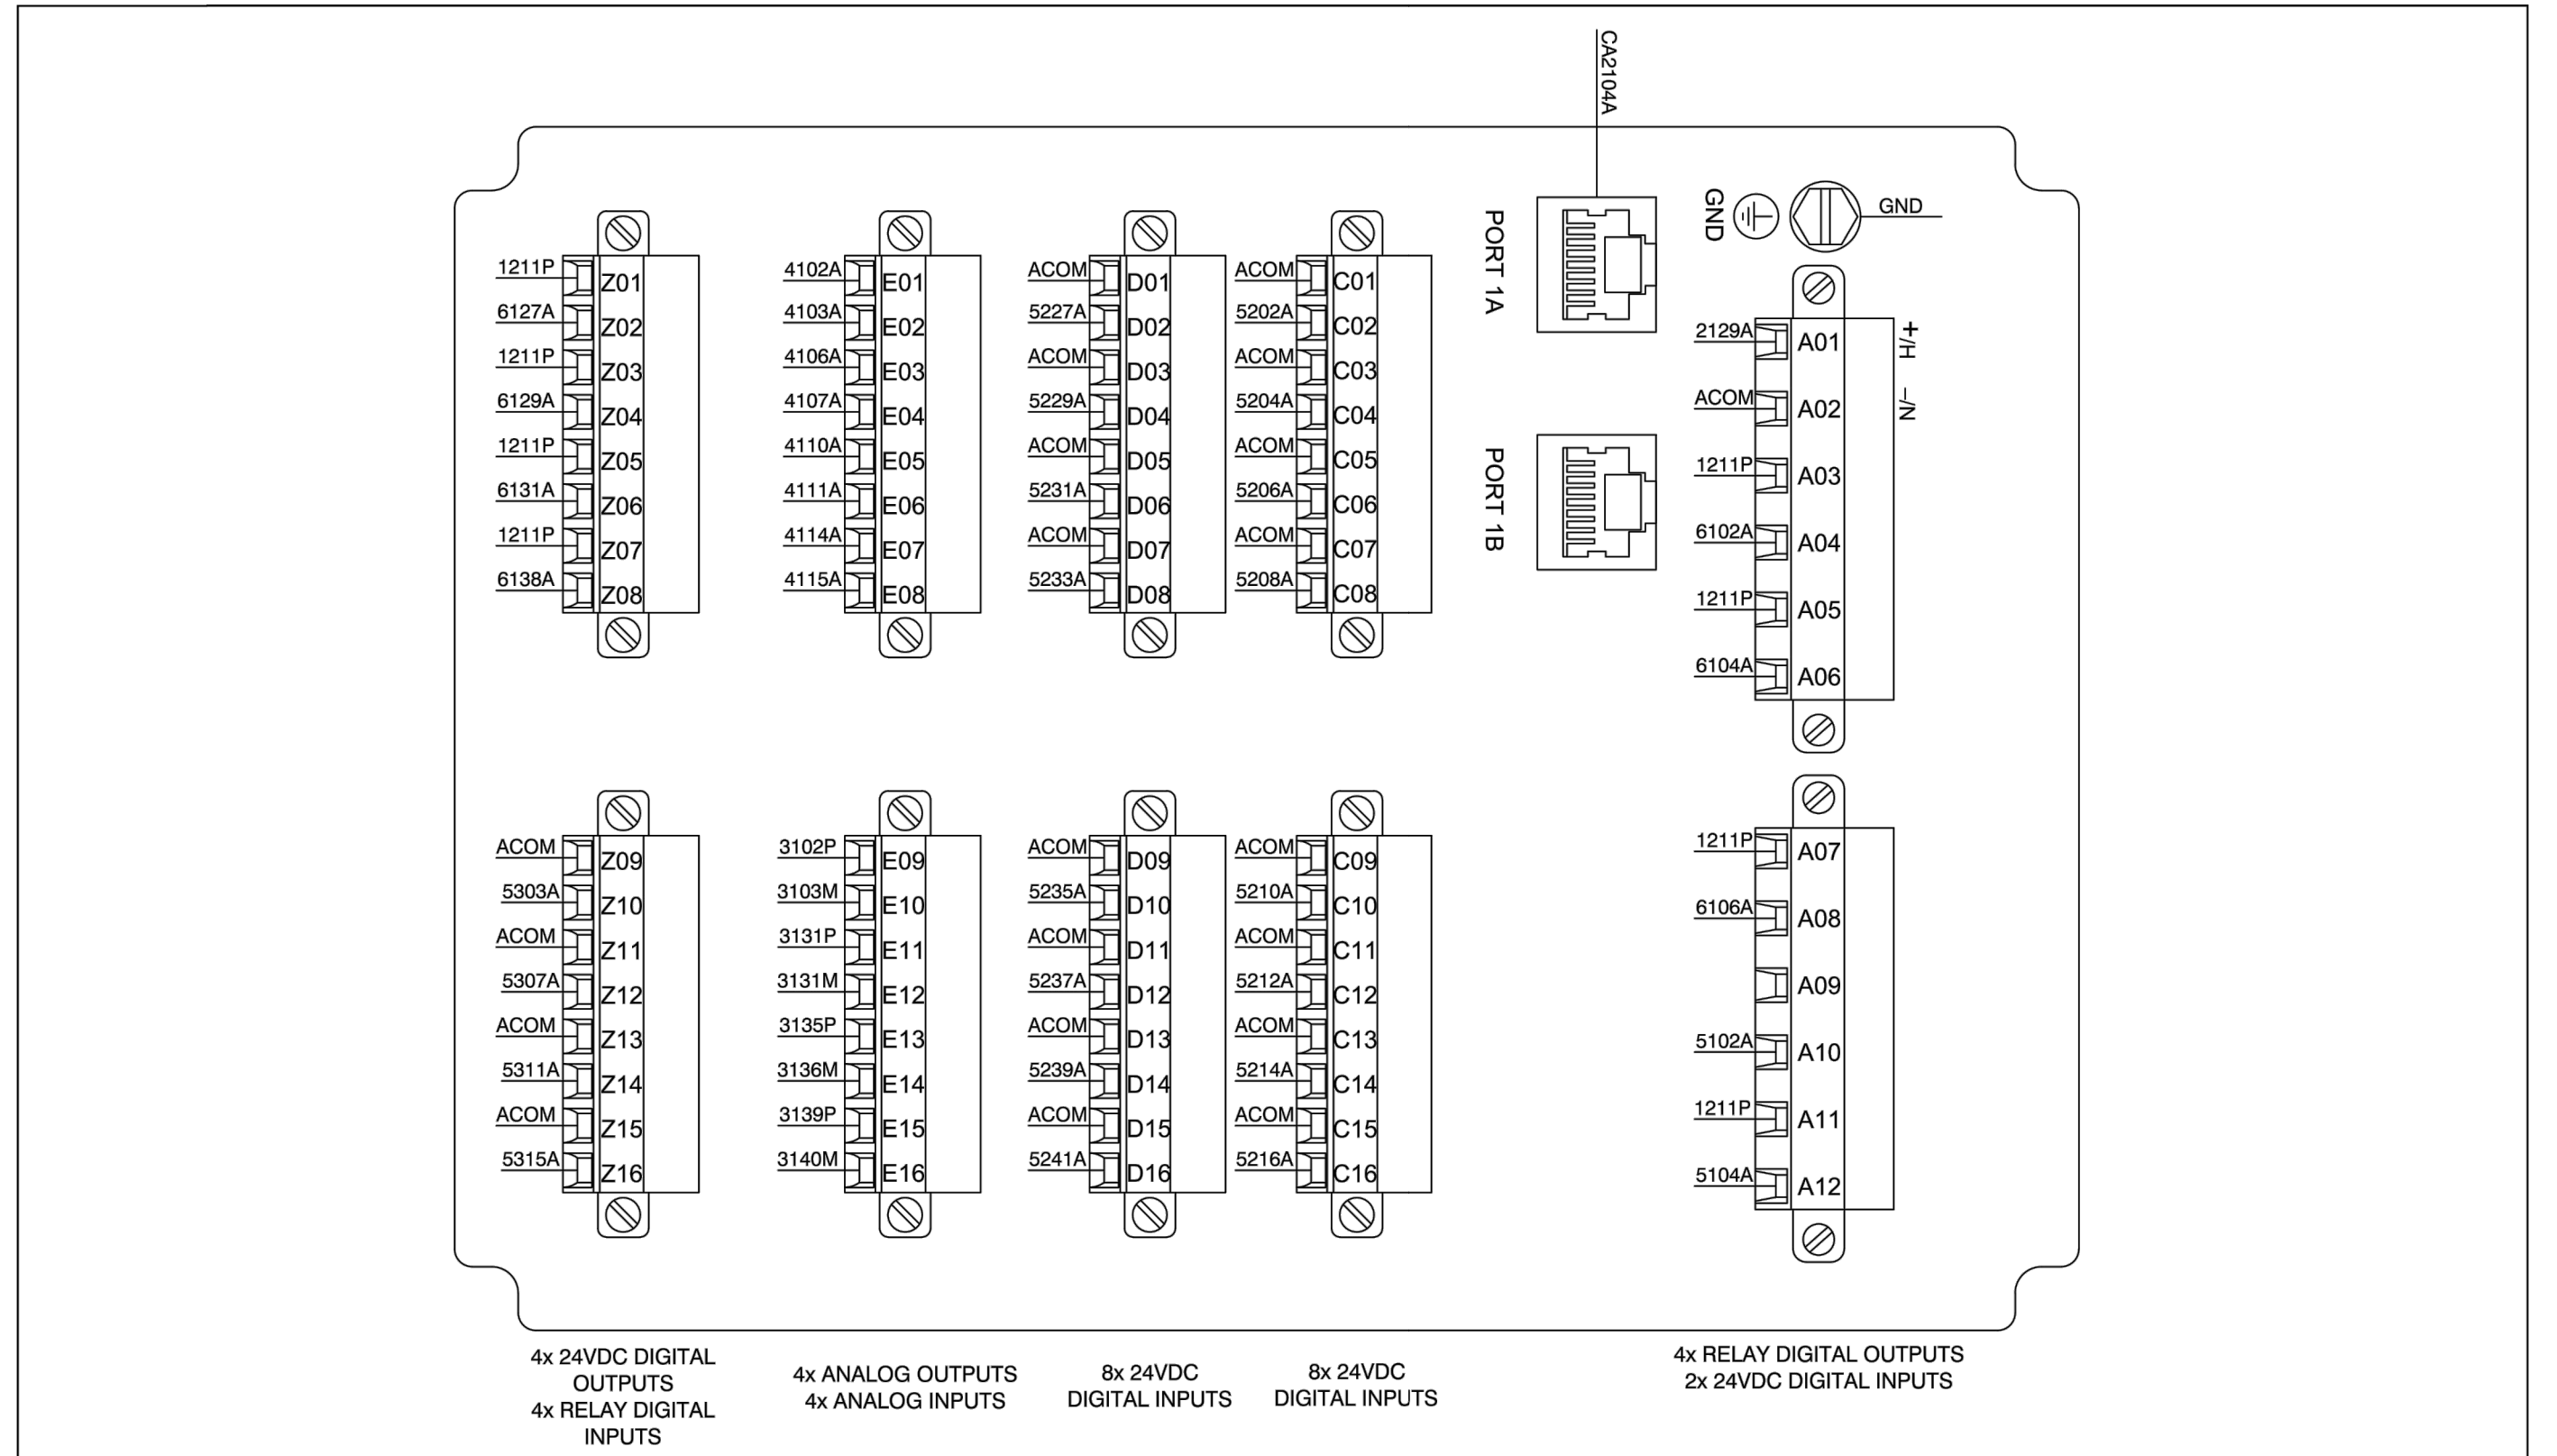 CA2104A
GND
GND
PORT 1A
PORT 1B
1211P Z01
6127A Z02
1211P Z03
6129A Z04
1211P Z05
6131A Z06
1211P Z07
6138A Z08
4102A E01
4103A E02
4106A E03
4107A E04
4110A E05
4111A E06
4114A E07
4115A E08
ACOM D01
5227A D02
ACOM D03
5229A D04
ACOM D05
5231A D06
ACOM D07
5233A D08
ACOM C01
5202A C02
ACOM C03
5204A C04
ACOM C05
5206A C06
ACOM C07
5208A C08
2129A A01 +/H
ACOM A02 –/N
1211P A03
6102A A04
1211P A05
6104A A06
ACOM Z09
5303A Z10
ACOM Z11
5307A Z12
ACOM Z13
5311A Z14
ACOM Z15
5315A Z16
3102P E09
3103M E10
3131P E11
3131M E12
3135P E13
3136M E14
3139P E15
3140M E16
ACOM D09
5235A D10
ACOM D11
5237A D12
ACOM D13
5239A D14
ACOM D15
5241A D16
ACOM C09
5210A C10
ACOM C11
5212A C12
ACOM C13
5214A C14
ACOM C15
5216A C16
1211P A07
6106A A08
A09
5102A A10
1211P A11
5104A A12
4x 24VDC DIGITAL
OUTPUTS
4x RELAY DIGITAL
INPUTS
4x ANALOG OUTPUTS
4x ANALOG INPUTS
8x 24VDC
DIGITAL INPUTS
8x 24VDC
DIGITAL INPUTS
4x RELAY DIGITAL OUTPUTS
2x 24VDC DIGITAL INPUTS